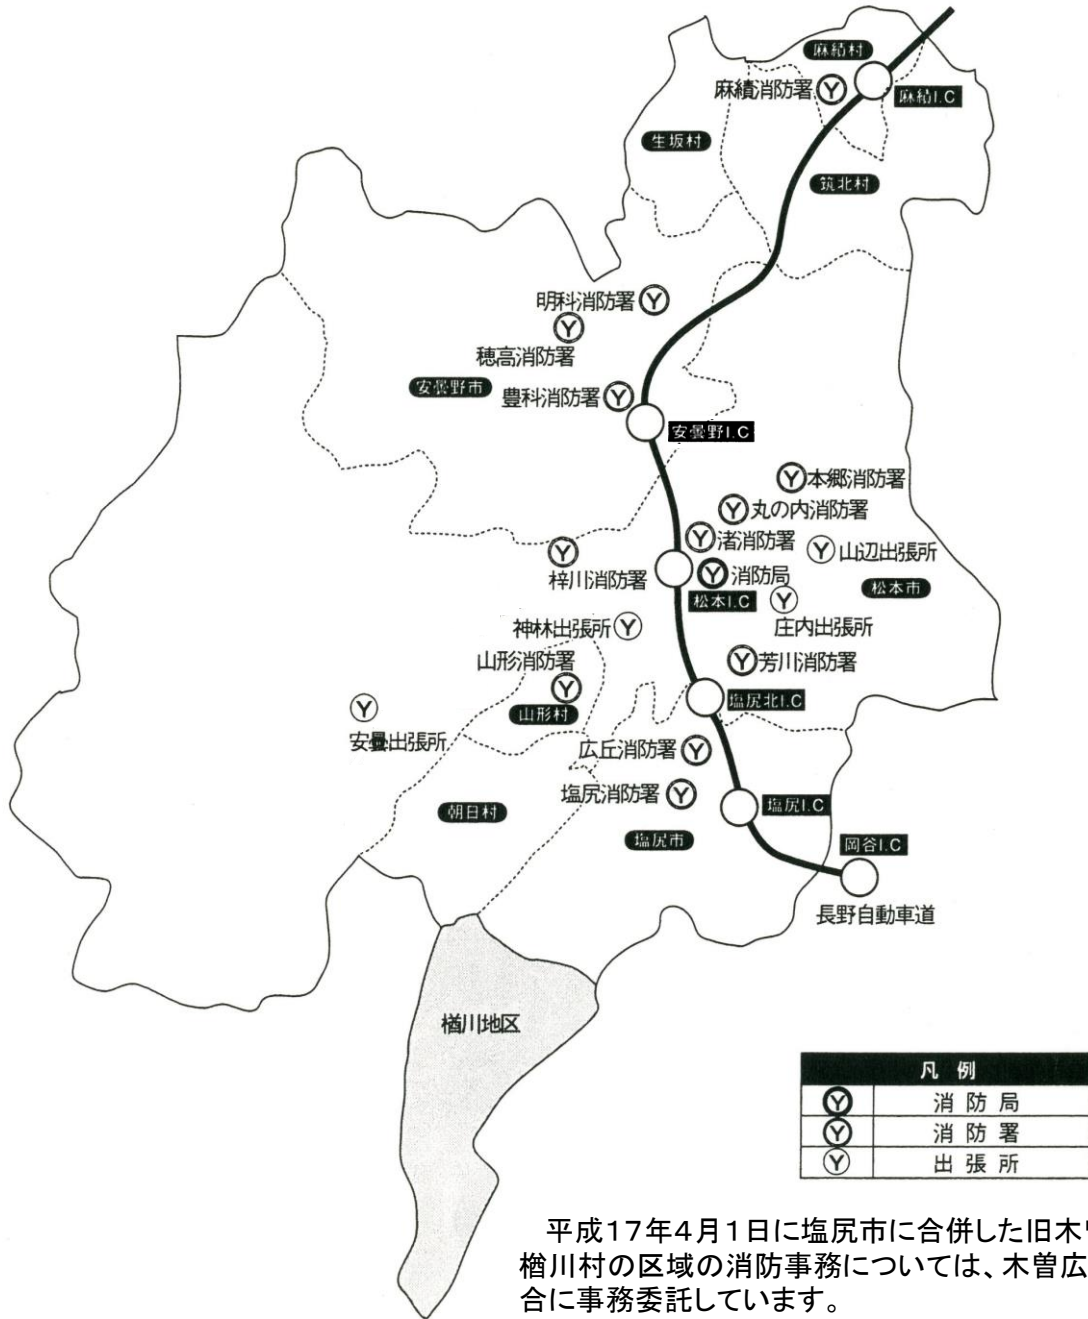 麻績村
麻績消防署
麻績I.C
生坂村
筑北村
明科消防署
穂高消防署
安曇野市
豊科消防署
安曇野I.C
本郷消防署
丸の内消防署
渚消防署
山辺出張所
梓川消防署
消防局
松本I.C
松本市
庄内出張所
神林出張所
山形消防署
芳川消防署
山形村
塩尻北I.C
安曇出張所
広丘消防署
塩尻消防署
朝日村
塩尻I.C
塩尻市
岡谷I.C
長野自動車道
楢川地区
凡例
消防局
消防署
出張所
平成17年4月1日に塩尻市に合併した旧木
楢川村の区域の消防事務については、木曽広
合に事務委託しています。